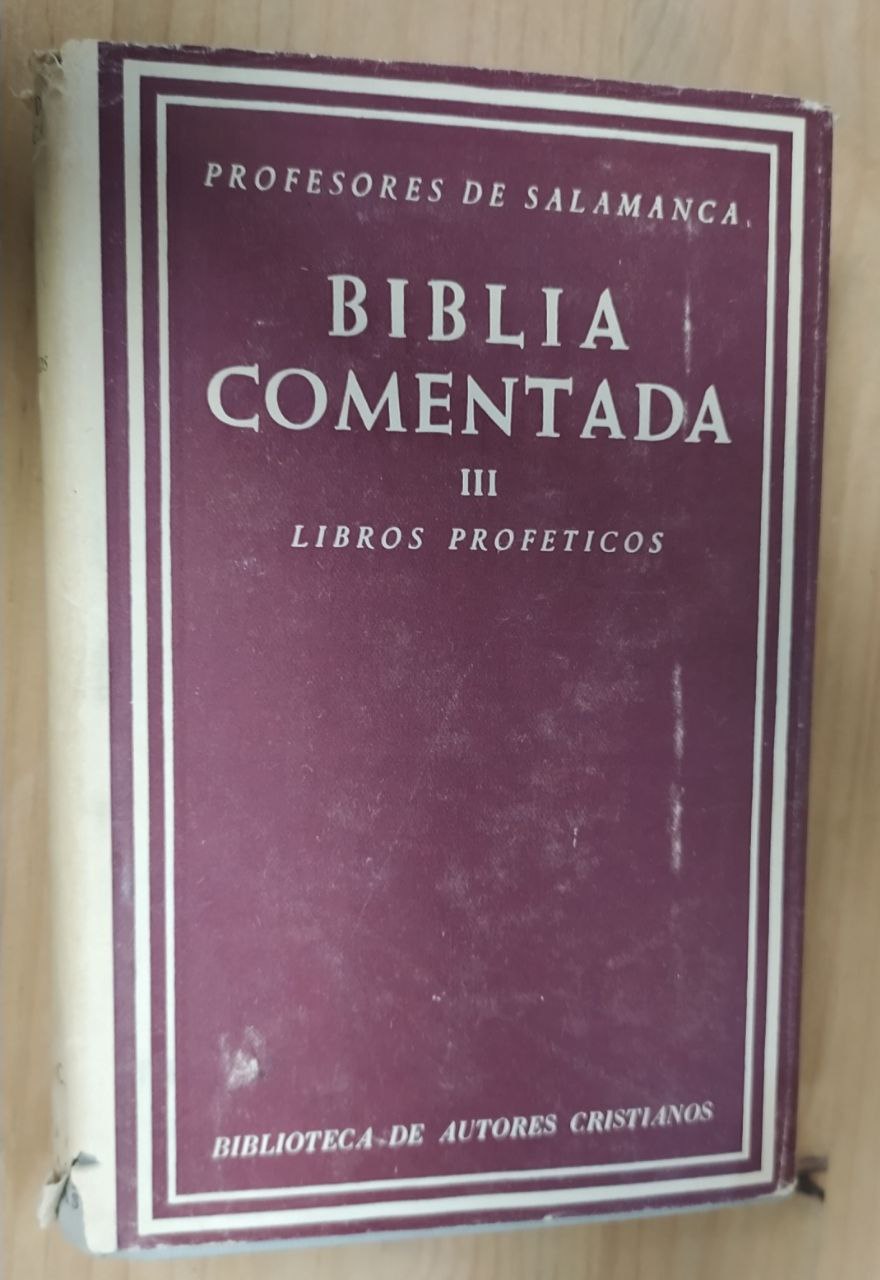 PROFESORES DE SALAMANCA
BIBLIA
COMENTADA
III
LIBROS PROFETICOS
BIBLIOTECA DE AUTORES CRISTIANOS